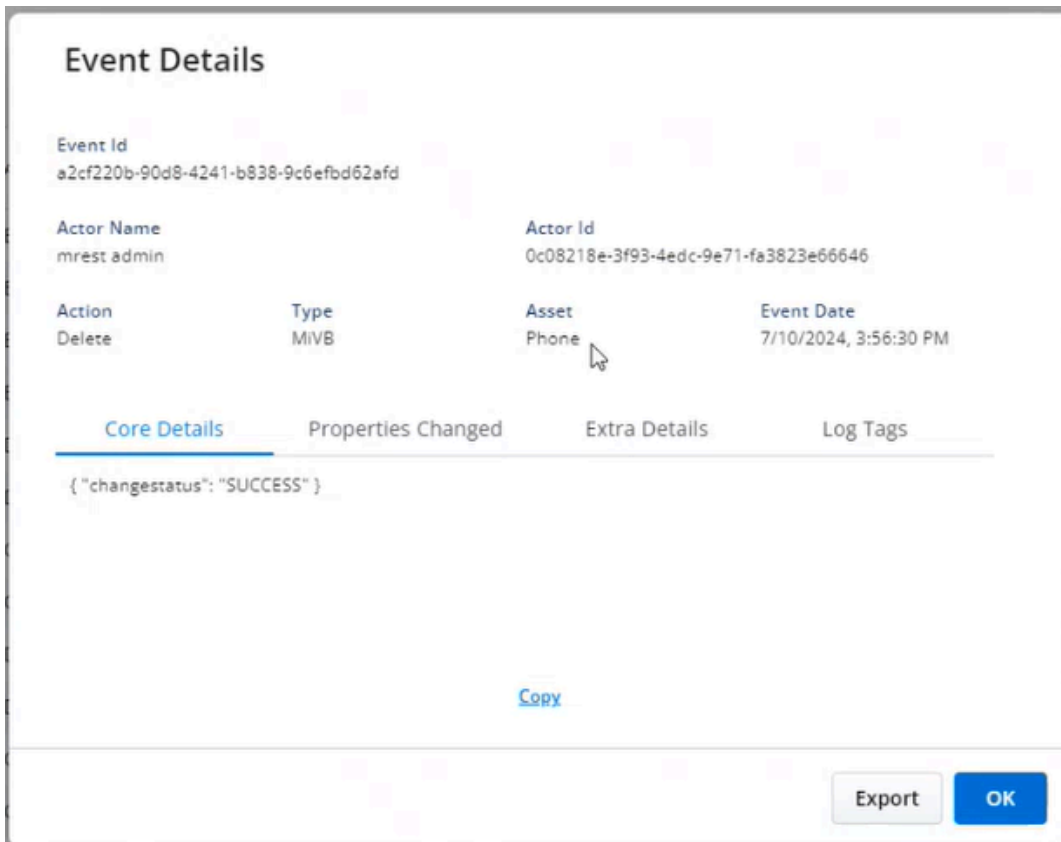 Event Details
Event Id
a2cf220b-90d8-4241-b838-9c6efbd62afd
Actor Name
Actor Id
mrest admin
0c08218e-3f93-4edc-9e71-fa3823e66646
Action Type Asset Event Date
Delete MiVB Phone 7/10/2024, 3:56:30 PM
Core Details Properties Changed Extra Details Log Tags
{ "changestatus": "SUCCESS" }
Copy
Export OK